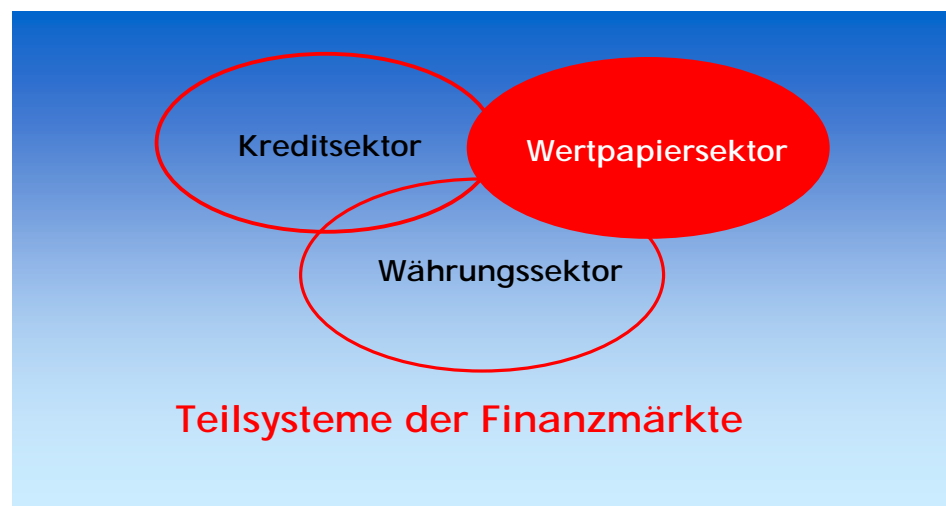 Kreditsektor
Wertpapiersektor
Währungssektor
Teilsysteme der Finanzmärkte